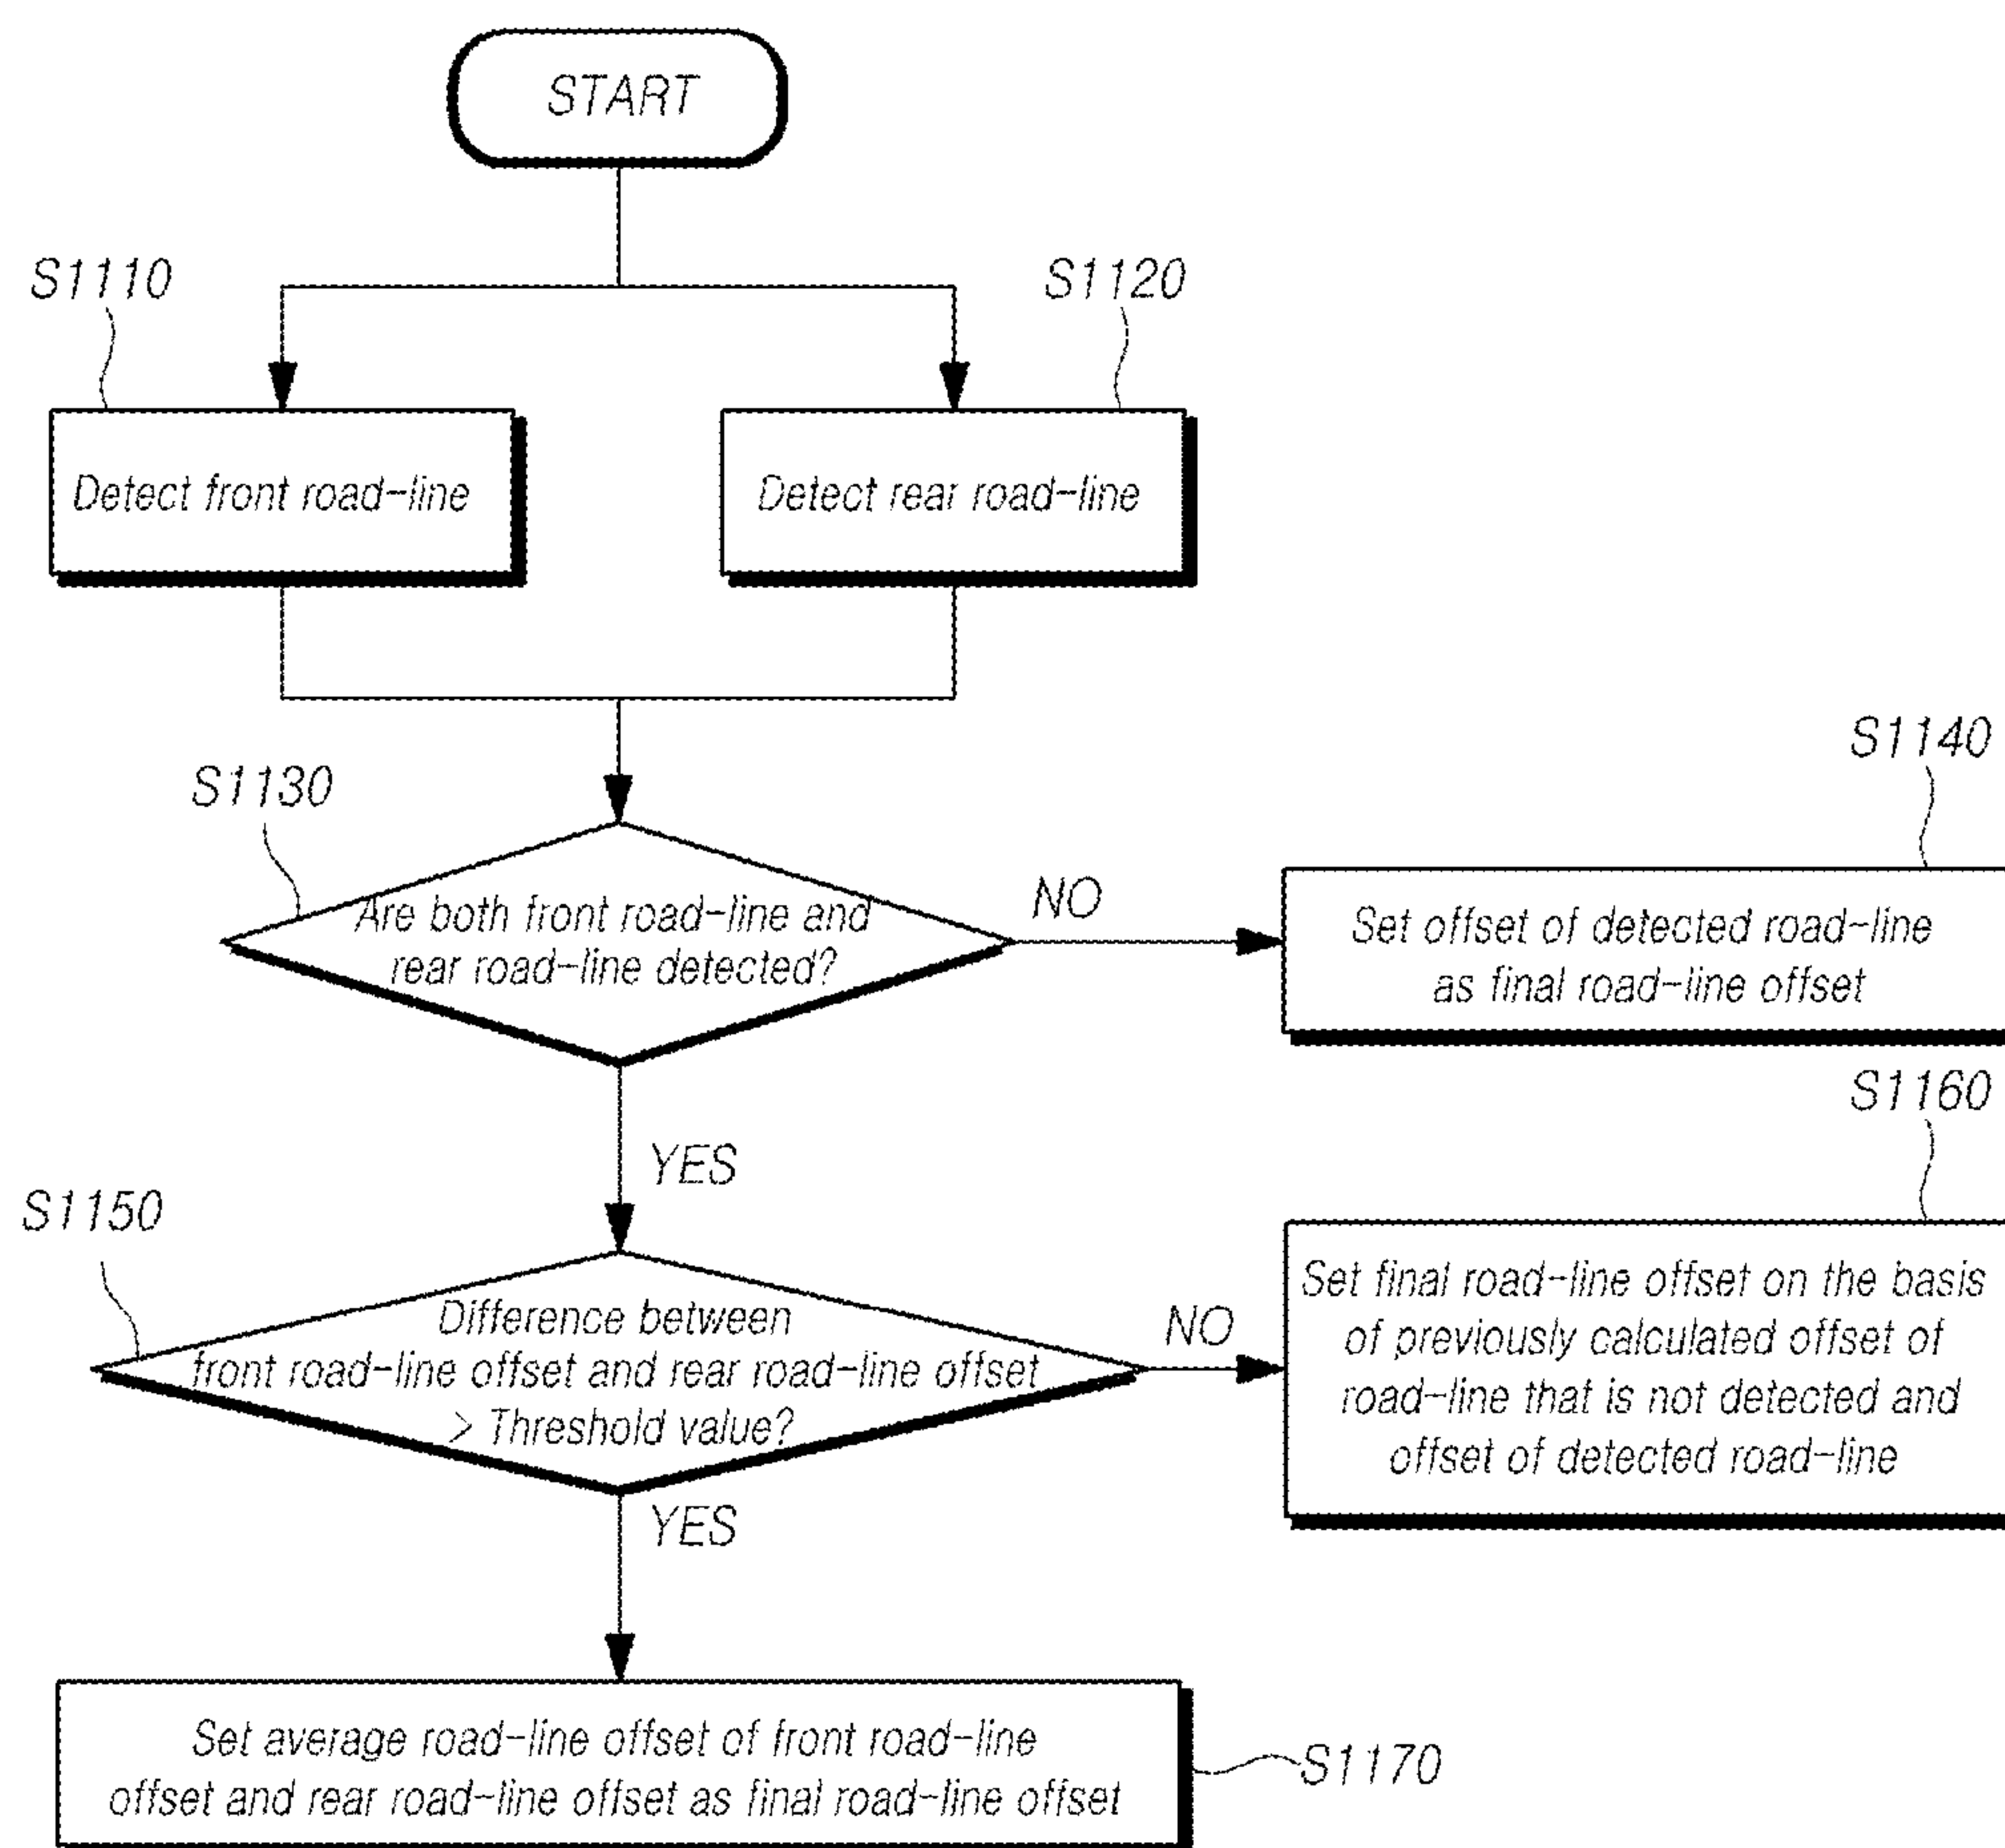 START
S1110
S1120
Detect front road-line
Detect rear road-line
S1130
Are both front road-line and
rear road-line detected?
NO
S1140
Set offset of detected road-line
as final road-line offset
YES
S1150
Difference between
front road-line offset and rear road-line offset
> Threshold value?
NO
S1160
Set final road-line offset on the basis
of previously calculated offset of
road-line that is not detected and
offset of detected road-line
YES
Set average road-line offset of front road-line
offset and rear road-line offset as final road-line offset
S1170